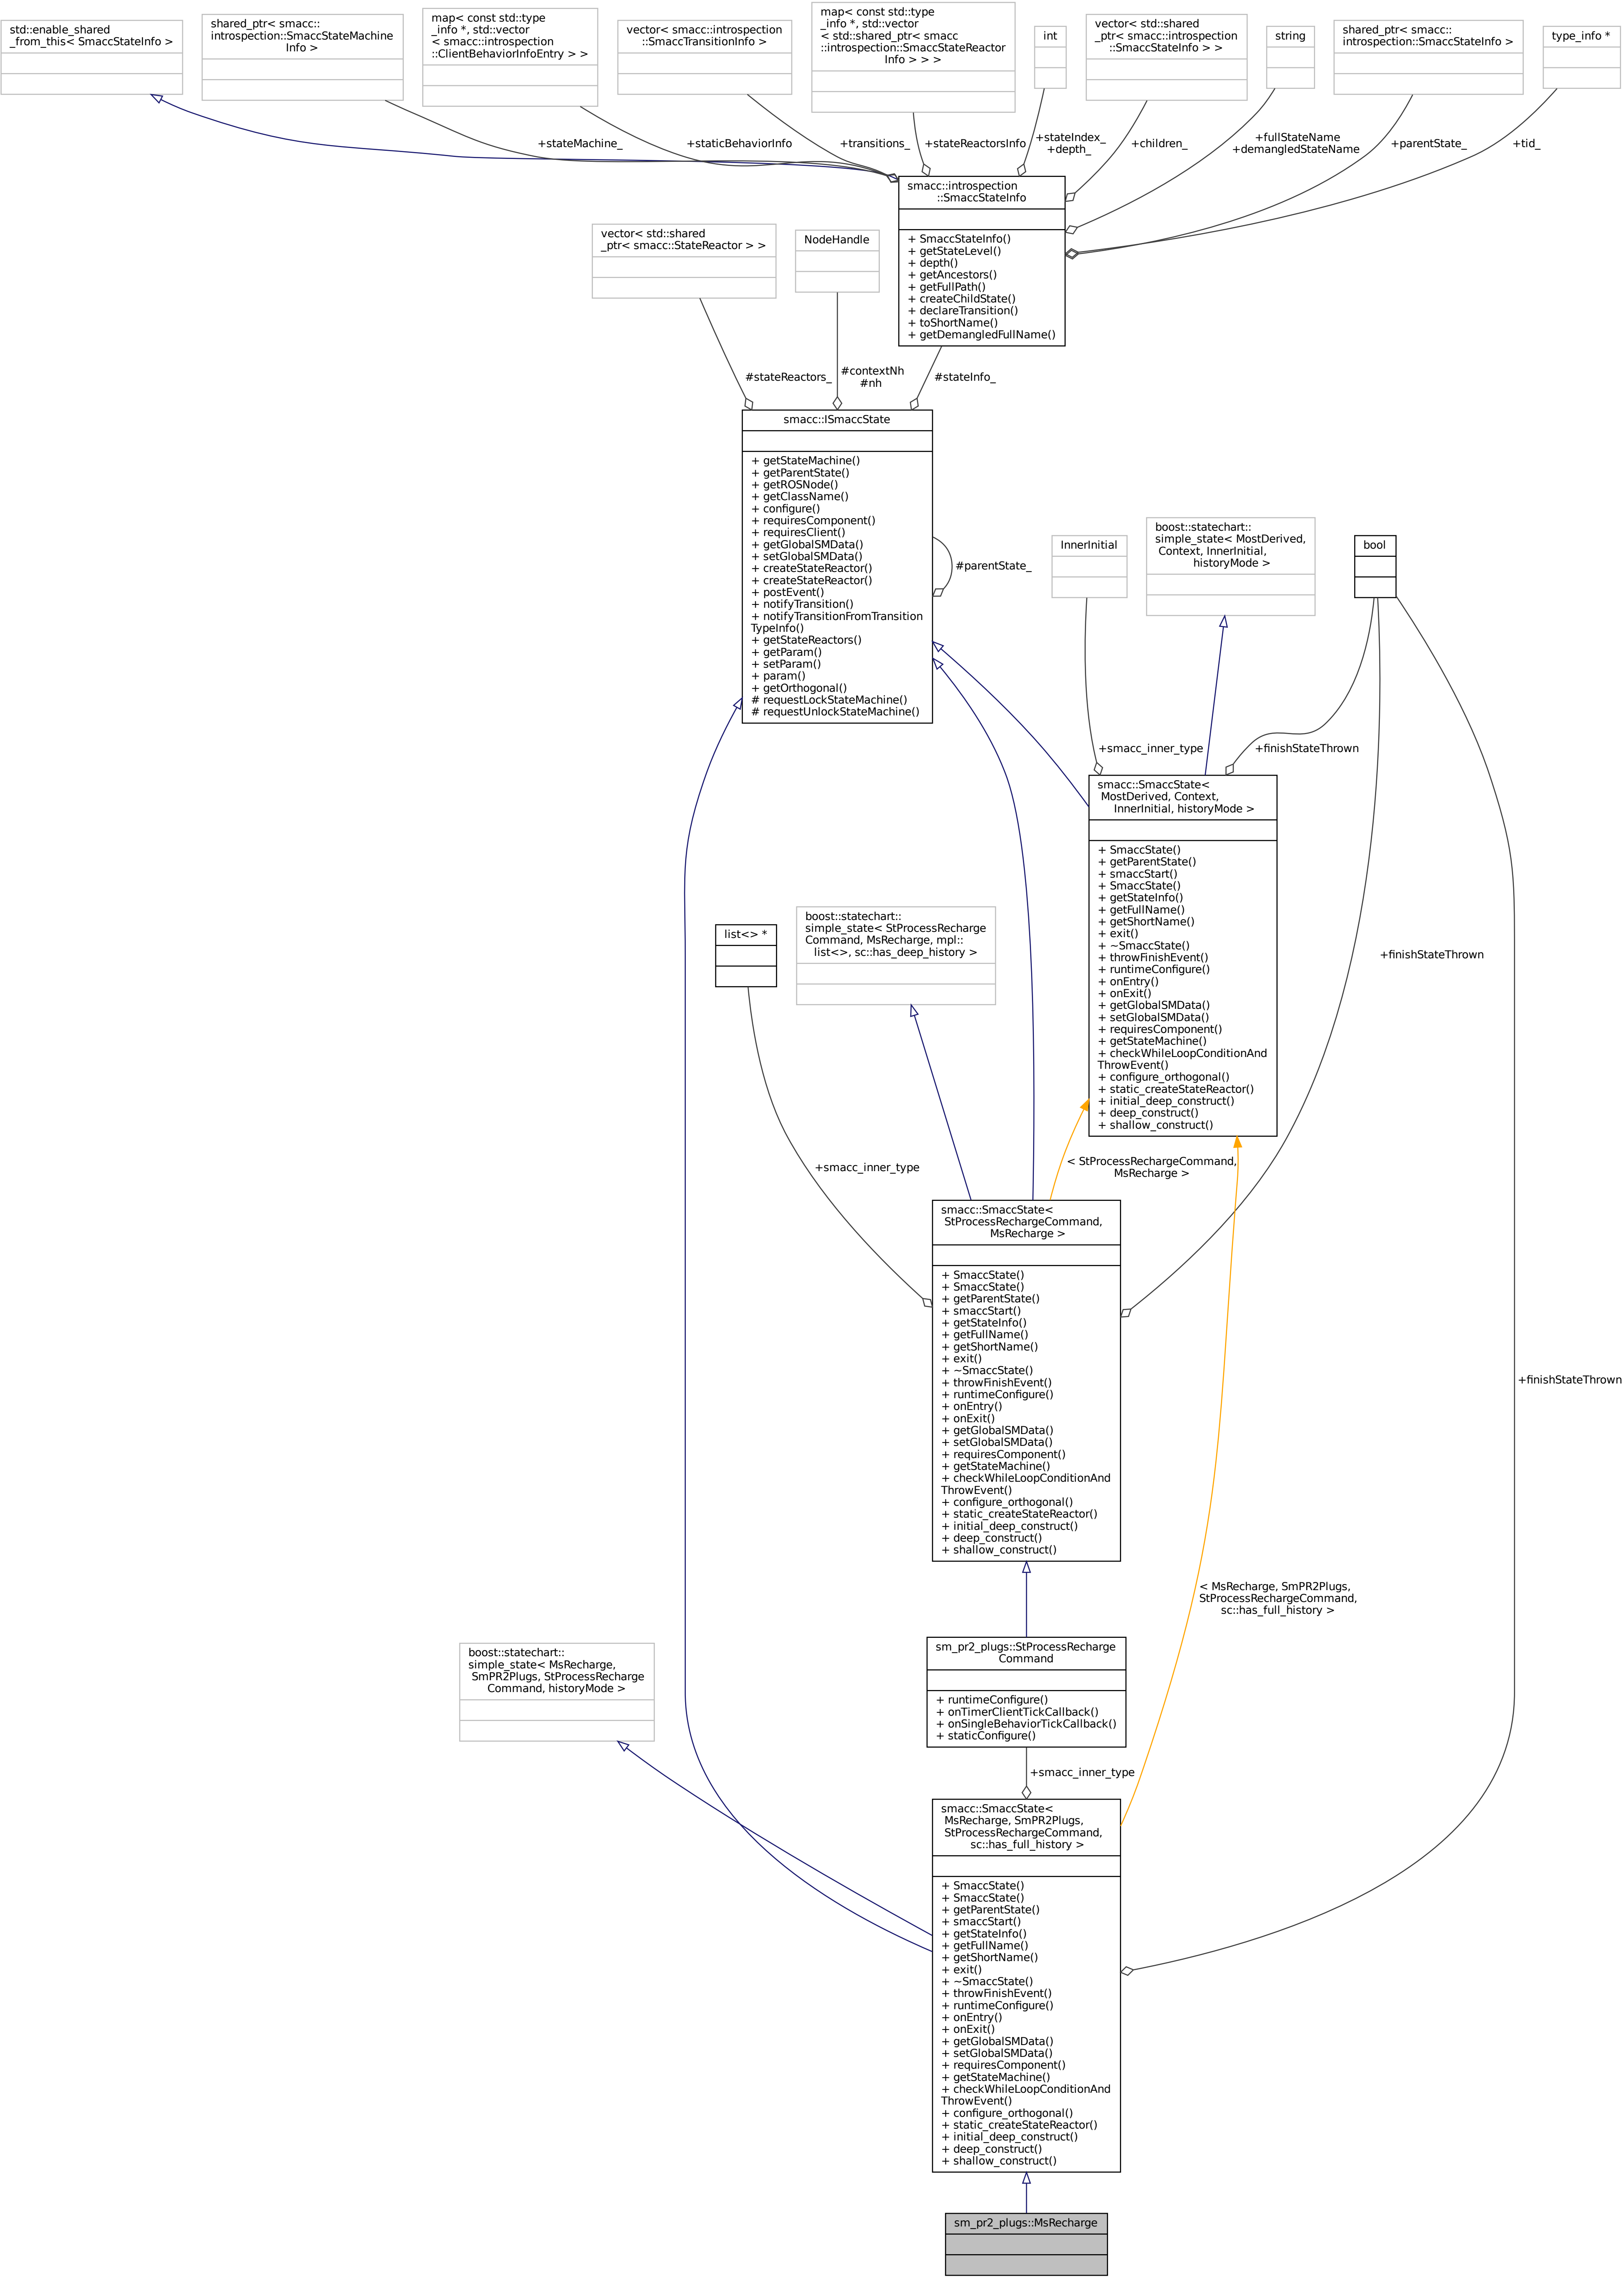 std::enable_shared
_from_this< SmaccStateInfo >
shared_ptr< smacc::
introspection::SmaccStateMachine
Info >
map< const std::type
_info *, std::vector
< smacc::introspection
::ClientBehaviorInfoEntry > >
vector< smacc::introspection
::SmaccTransitionInfo >
map< const std::type
_info *, std::vector
< std::shared_ptr< smacc
::introspection::SmaccStateReactor
Info > > >
int
vector< std::shared
_ptr< smacc::introspection
::SmaccStateInfo > >
string
shared_ptr< smacc::
introspection::SmaccStateInfo >
type_info *
+stateMachine_
+staticBehaviorInfo
+transitions_
+stateReactorsInfo
+stateIndex_
+depth_
+children_
+fullStateName
+demangledStateName
+parentState_
+tid_
smacc::introspection
::SmaccStateInfo
+ SmaccStateInfo()
+ getStateLevel()
+ depth()
+ getAncestors()
+ getFullPath()
+ createChildState()
+ declareTransition()
+ toShortName()
+ getDemangledFullName()
vector< std::shared
_ptr< smacc::StateReactor > >
NodeHandle
#stateReactors_
#contextNh
#nh
#stateInfo_
smacc::ISmaccState
+ getStateMachine()
+ getParentState()
+ getROSNode()
+ getClassName()
+ configure()
+ requiresComponent()
+ requiresClient()
+ getGlobalSMData()
+ setGlobalSMData()
+ createStateReactor()
+ createStateReactor()
+ postEvent()
+ notifyTransition()
+ notifyTransitionFromTransition
TypeInfo()
+ getStateReactors()
+ getParam()
+ setParam()
+ param()
+ getOrthogonal()
# requestLockStateMachine()
# requestUnlockStateMachine()
#parentState_
InnerInitial
boost::statechart::
simple_state< MostDerived,
Context, InnerInitial,
historyMode >
bool
+smacc_inner_type
+finishStateThrown
smacc::SmaccState<
MostDerived, Context,
InnerInitial, historyMode >
+ SmaccState()
+ getParentState()
+ smaccStart()
+ SmaccState()
+ getStateInfo()
+ getFullName()
+ getShortName()
+ exit()
+ ~SmaccState()
+ throwFinishEvent()
+ runtimeConfigure()
+ onEntry()
+ onExit()
+ getGlobalSMData()
+ setGlobalSMData()
+ requiresComponent()
+ getStateMachine()
+ checkWhileLoopConditionAnd
ThrowEvent()
+ configure_orthogonal()
+ static_createStateReactor()
+ initial_deep_construct()
+ deep_construct()
+ shallow_construct()
list<> *
boost::statechart::
simple_state< StProcessRecharge
Command, MsRecharge, mpl::
list<>, sc::has_deep_history >
+finishStateThrown
+smacc_inner_type
< StProcessRechargeCommand,
MsRecharge >
smacc::SmaccState<
StProcessRechargeCommand,
MsRecharge >
+ SmaccState()
+ SmaccState()
+ getParentState()
+ smaccStart()
+ getStateInfo()
+ getFullName()
+ getShortName()
+ exit()
+ ~SmaccState()
+ throwFinishEvent()
+ runtimeConfigure()
+ onEntry()
+ onExit()
+ getGlobalSMData()
+ setGlobalSMData()
+ requiresComponent()
+ getStateMachine()
+ checkWhileLoopConditionAnd
ThrowEvent()
+ configure_orthogonal()
+ static_createStateReactor()
+ initial_deep_construct()
+ deep_construct()
+ shallow_construct()
+finishStateThrown
< MsRecharge, SmPR2Plugs,
StProcessRechargeCommand,
sc::has_full_history >
boost::statechart::
simple_state< MsRecharge,
SmPR2Plugs, StProcessRecharge
Command, historyMode >
sm_pr2_plugs::StProcessRecharge
Command
+ runtimeConfigure()
+ onTimerClientTickCallback()
+ onSingleBehaviorTickCallback()
+ staticConfigure()
+smacc_inner_type
smacc::SmaccState<
MsRecharge, SmPR2Plugs,
StProcessRechargeCommand,
sc::has_full_history >
+ SmaccState()
+ SmaccState()
+ getParentState()
+ smaccStart()
+ getStateInfo()
+ getFullName()
+ getShortName()
+ exit()
+ ~SmaccState()
+ throwFinishEvent()
+ runtimeConfigure()
+ onEntry()
+ onExit()
+ getGlobalSMData()
+ setGlobalSMData()
+ requiresComponent()
+ getStateMachine()
+ checkWhileLoopConditionAnd
ThrowEvent()
+ configure_orthogonal()
+ static_createStateReactor()
+ initial_deep_construct()
+ deep_construct()
+ shallow_construct()
sm_pr2_plugs::MsRecharge